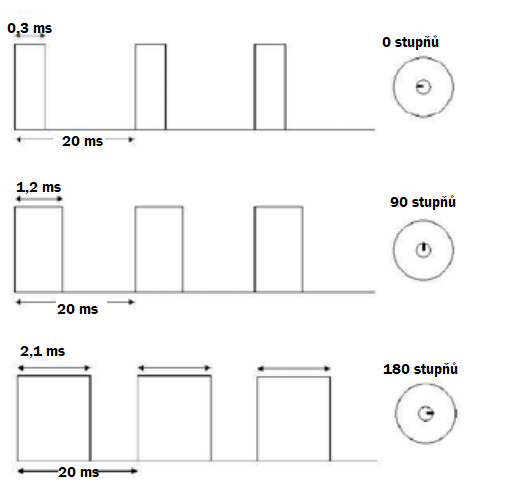 0,3 ms
0 stupňů
20 ms
1,2 ms
90 stupňů
20 ms
2,1 ms
180 stupňů
20 ms